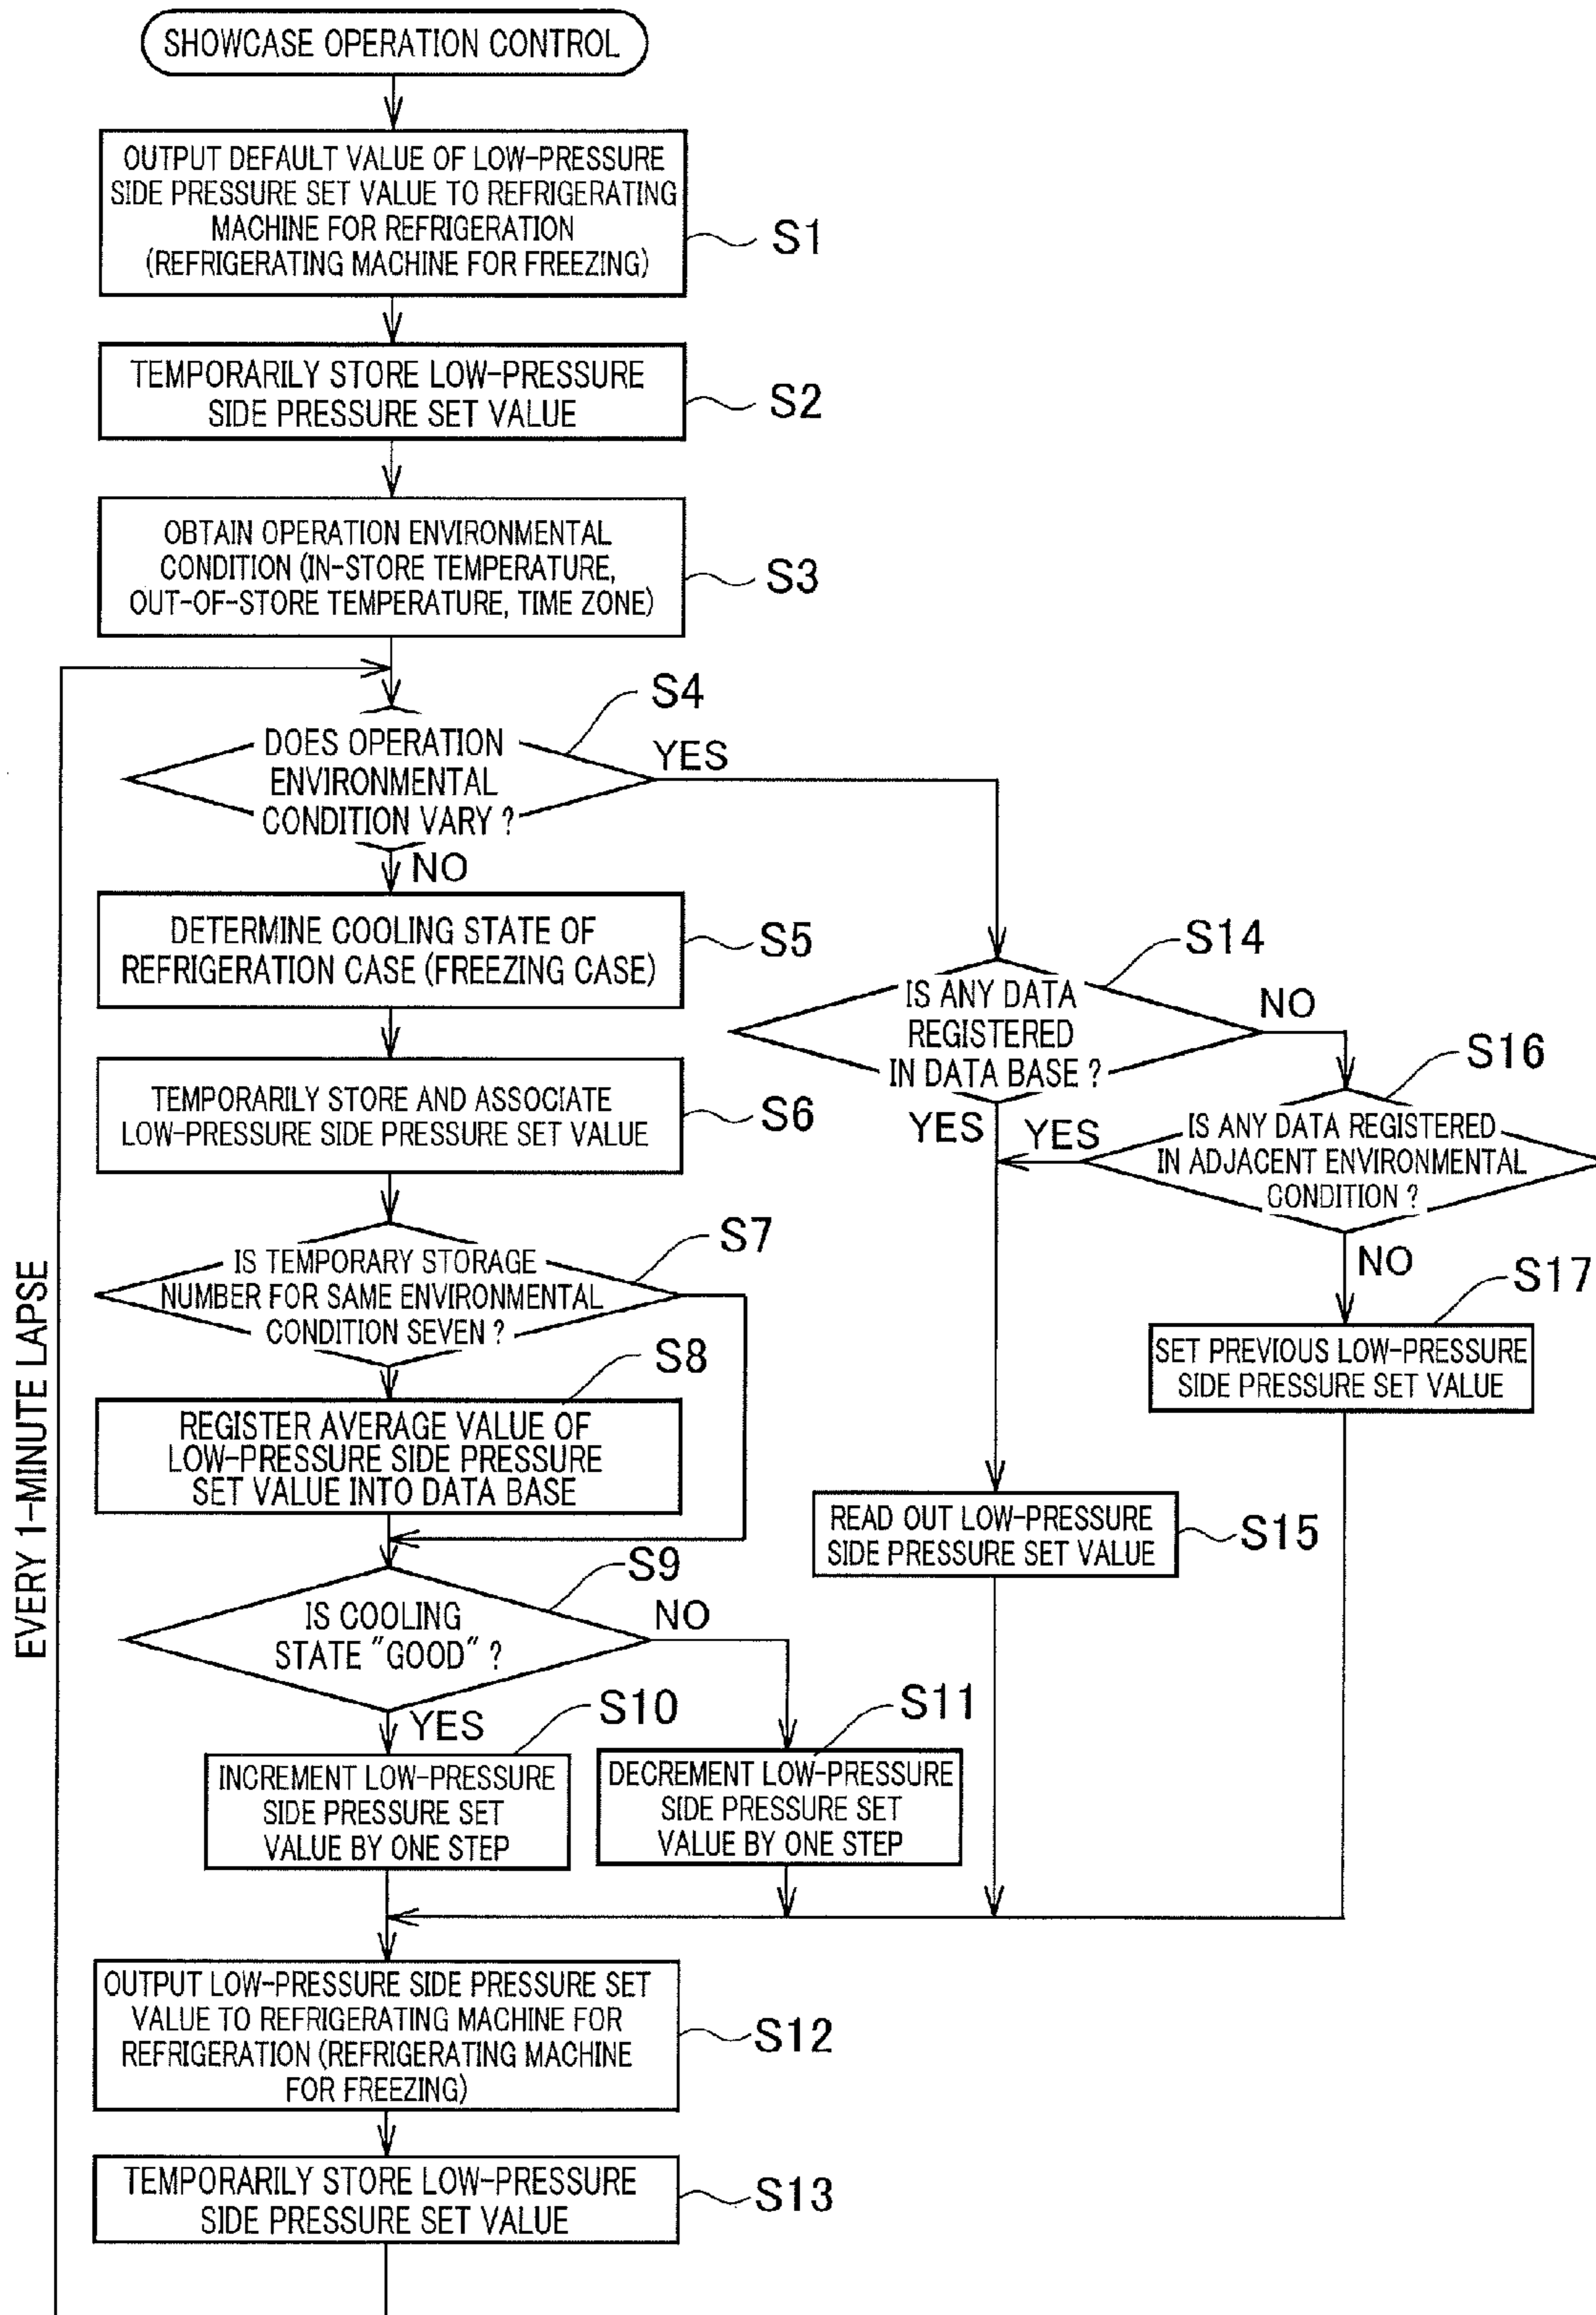 SHOWCASE OPERATION CONTROL
OUTPUT DEFAULT VALUE OF LOW-PRESSURE
SIDE PRESSURE SET VALUE TO REFRIGERATING
MACHINE FOR REFRIGERATION
(REFRIGERATING MACHINE FOR FREEZING)
S1
TEMPORARILY STORE LOW-PRESSURE
SIDE PRESSURE SET VALUE
S2
OBTAIN OPERATION ENVIRONMENTAL
CONDITION (IN-STORE TEMPERATURE,
OUT-OF-STORE TEMPERATURE, TIME ZONE)
S3
S4
DOES OPERATION
ENVIRONMENTAL
CONDITION VARY ?
YES
NO
DETERMINE COOLING STATE OF
REFRIGERATION CASE (FREEZING CASE)
S5
TEMPORARILY STORE AND ASSOCIATE
LOW-PRESSURE SIDE PRESSURE SET VALUE
S6
IS TEMPORARY STORAGE
NUMBER FOR SAME ENVIRONMENTAL
CONDITION SEVEN ?
S7
S8
REGISTER AVERAGE VALUE OF
LOW-PRESSURE SIDE PRESSURE
SET VALUE INTO DATA BASE
S9
IS COOLING
STATE "GOOD" ?
NO
YES
S10
INCREMENT LOW-PRESSURE
SIDE PRESSURE SET
VALUE BY ONE STEP
S11
DECREMENT LOW-PRESSURE
SIDE PRESSURE SET
VALUE BY ONE STEP
S14
IS ANY DATA
REGISTERED
IN DATA BASE ?
NO
YES
S16
IS ANY DATA REGISTERED
IN ADJACENT ENVIRONMENTAL
CONDITION ?
YES
NO
S17
SET PREVIOUS LOW-PRESSURE
SIDE PRESSURE SET VALUE
READ OUT LOW-PRESSURE
SIDE PRESSURE SET VALUE
S15
OUTPUT LOW-PRESSURE SIDE PRESSURE SET
VALUE TO REFRIGERATING MACHINE FOR
REFRIGERATION (REFRIGERATING MACHINE
FOR FREEZING)
S12
TEMPORARILY STORE LOW-PRESSURE
SIDE PRESSURE SET VALUE
S13
EVERY 1-MINUTE LAPSE